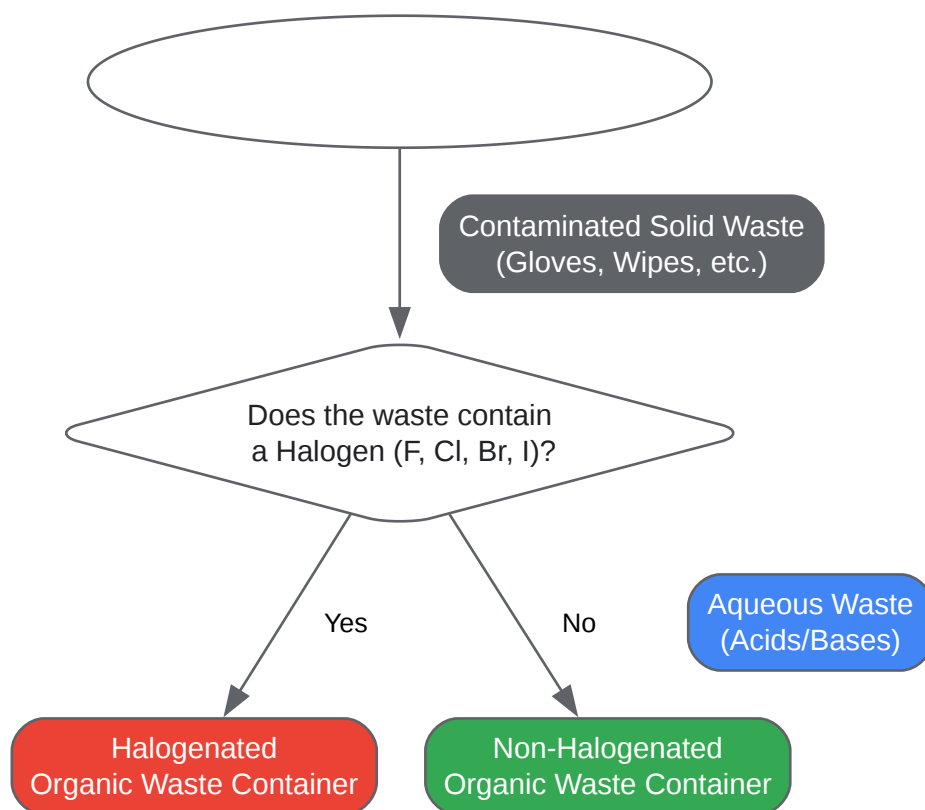 Contaminated Solid Waste
(Gloves, Wipes, etc.)
Does the waste contain
a Halogen (F, Cl, Br, I)?
Yes
No
Aqueous Waste
(Acids/Bases)
Halogenated
Organic Waste Container
Non-Halogenated
Organic Waste Container